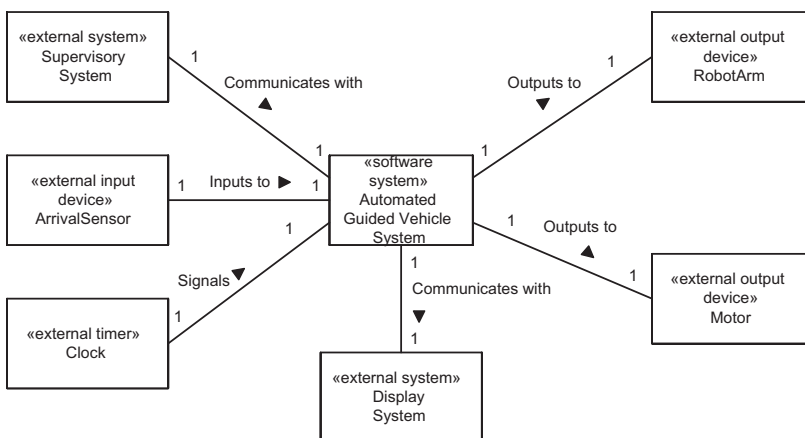 «external system»
Supervisory
System
1
Communicates with
1
«external output
device»
RobotArm
1
Outputs to
1
«external input
device»
ArrivalSensor
1
Inputs to
1
«software
system»
Automated
Guided Vehicle
System
1
Outputs to
1
«external output
device»
Motor
1
Signals
1
«external timer»
Clock
1
Communicates with
1
«external system»
Display
System